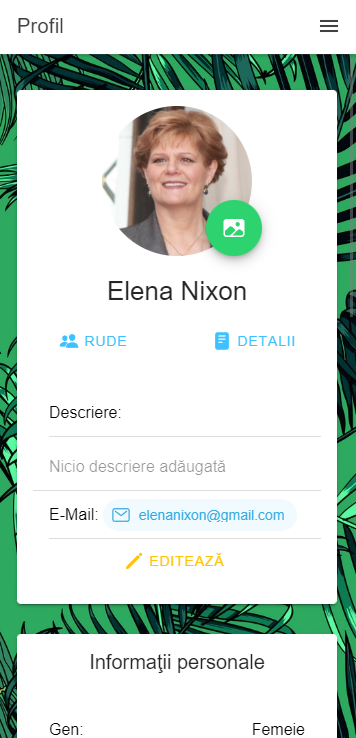 Profil
Elena Nixon
RUDE DETALII
Descriere:
Nicio descriere adăugată
E-Mail: elenanixon@gmail.com
EDITEAZĂ
Informaţii personale
Gen: Femeie